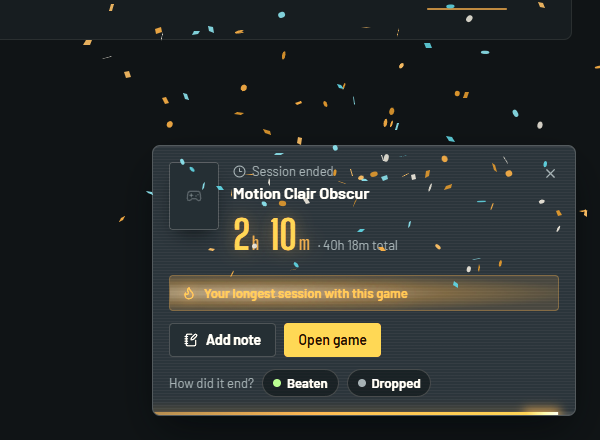 Session ended
Motion Clair Obscur
2h 10m · 40h 18m total
Your longest session with this game
Add note Open game
How did it end? Beaten Dropped